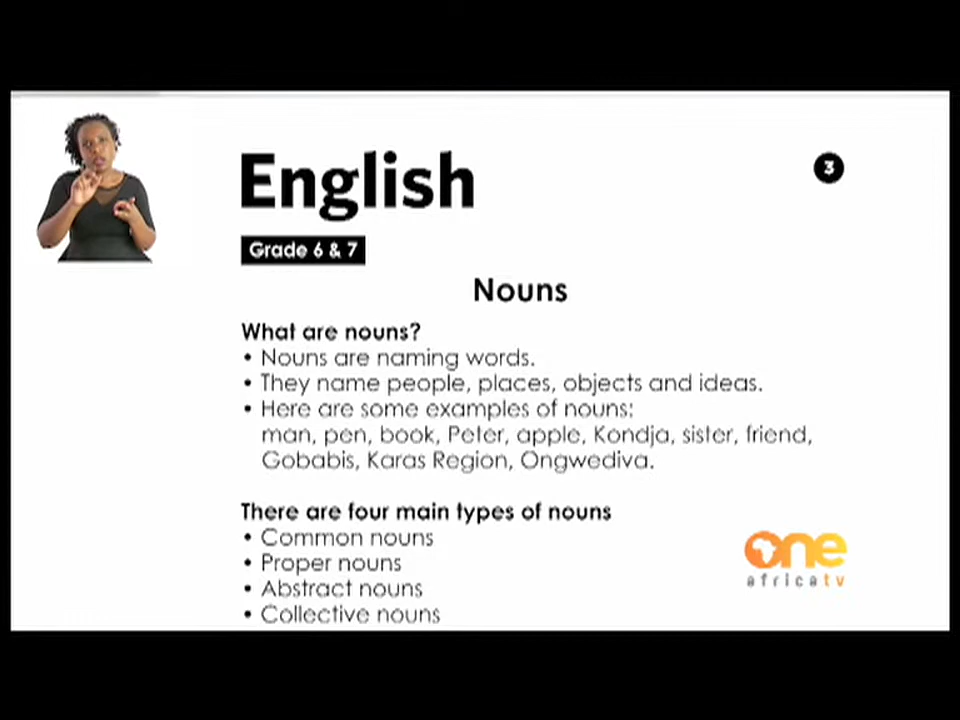 English
3
Grade 6 & 7
Nouns
What are nouns?
• Nouns are naming words.
• They name people, places, objects and ideas.
• Here are some examples of nouns:
man, pen, book, Peter, apple, Kondja, sister, friend,
Gobabis, Karas Region, Ongwediva.
There are four main types of nouns
• Common nouns
• Proper nouns
• Abstract nouns
• Collective nouns
one
africa tv